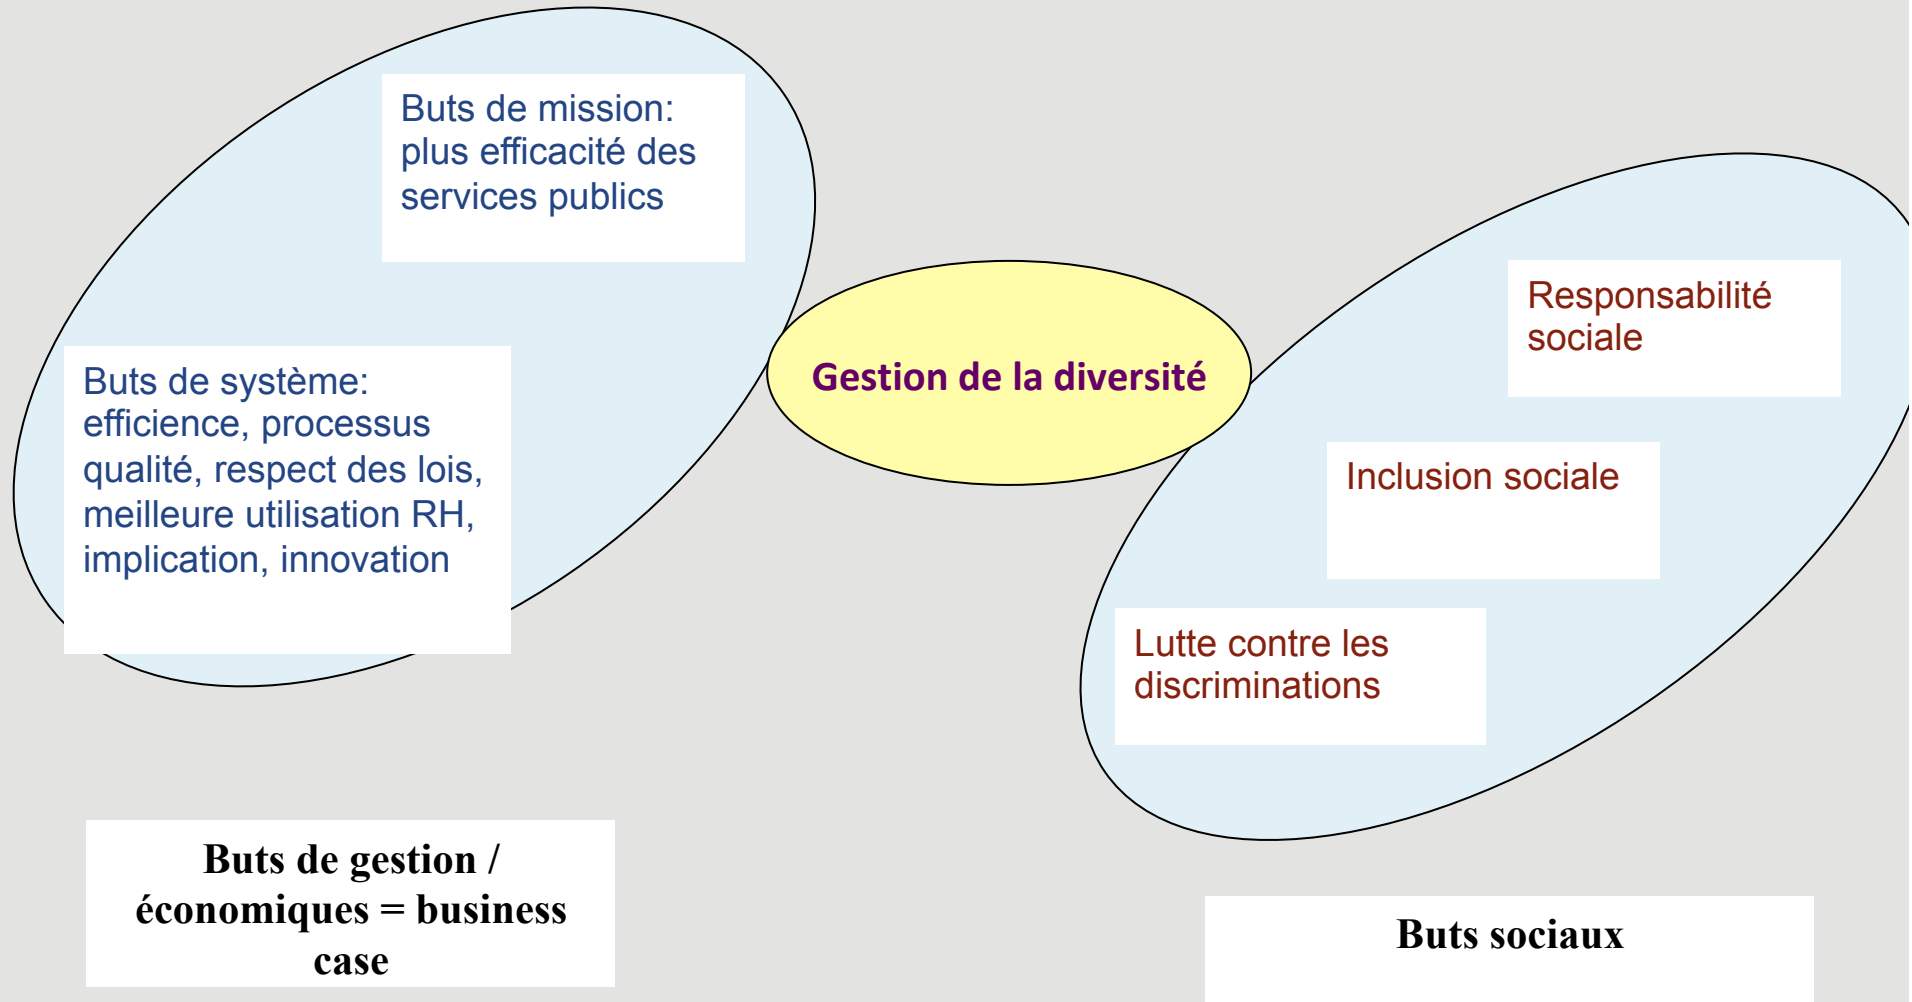 Buts de mission:
plus efficacité des
services publics
Buts de système:
efficience, processus
qualité, respect des lois,
meilleure utilisation RH,
implication, innovation
Gestion de la diversité
Responsabilité
sociale
Inclusion sociale
Lutte contre les
discriminations
Buts de gestion /
économiques = business
case
Buts sociaux